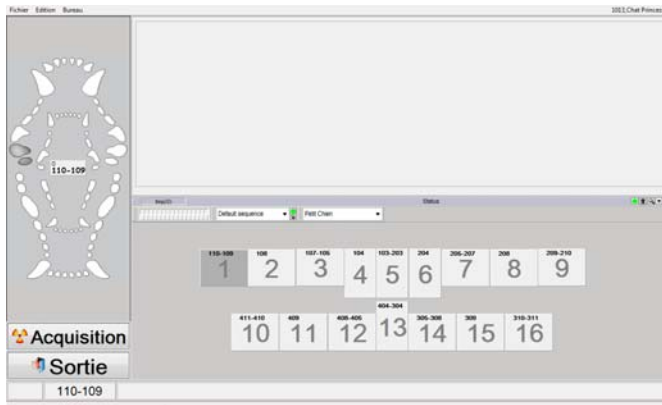 Fichier Edition Bureau
1013,Chat Princes
0
110-109
Status
Default sequence
Petit Chien
110-109 108 107-106 104 103-203 204 206-207 208 209-210
1 2 3 4 5 6 7 8 9
404-304
411-410 409 408-405 305-308 309 310-311
10 11 12 13 14 15 16
Acquisition
Sortie
110-109